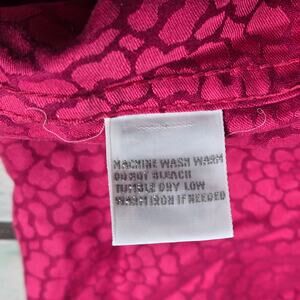 MACHINE WASH WARM
DO NOT BLEACH
TUMBLE DRY LOW
WARM IRON IF NEEDED